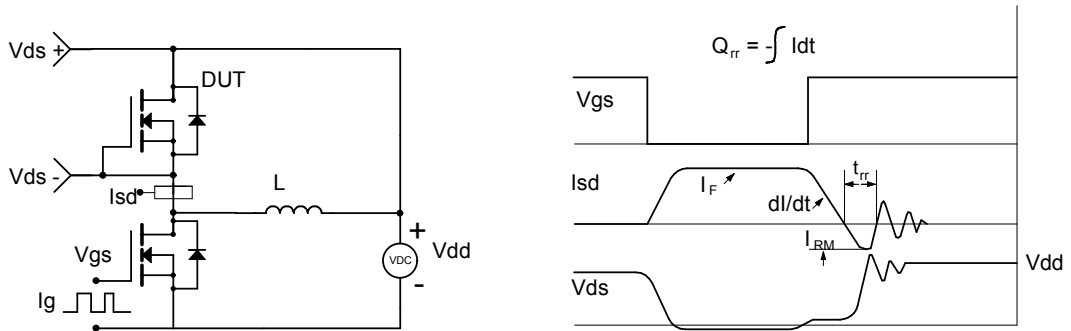 Vds +
DUT
Vds -
Isd
L
Vgs
Ig
+
VDC
-
Vdd
Qrr = -∫ Idt
Vgs
Isd
IF
dI/dt
trr
IRM
Vds
Vdd